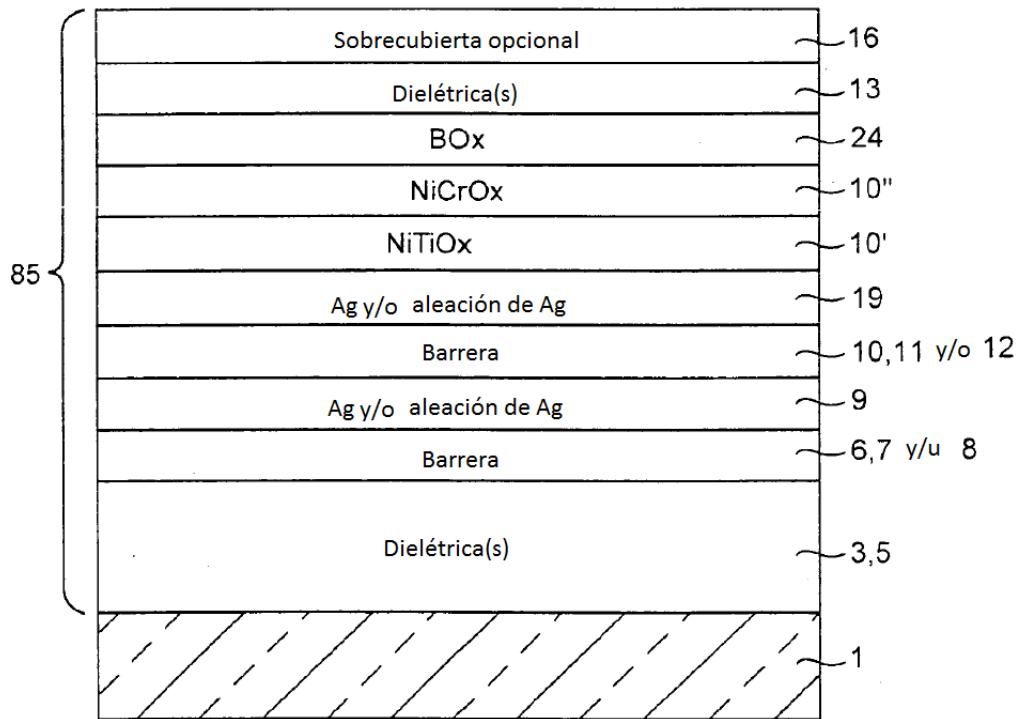 Sobrecubierta opcional 16
Dielétrica(s) 13
BOx 24
NiCrOx 10"
NiTiOx 10'
85
Ag y/o aleación de Ag 19
Barrera 10,11 y/o 12
Ag y/o aleación de Ag 9
Barrera 6,7 y/u 8
Dielétrica(s) 3,5
1